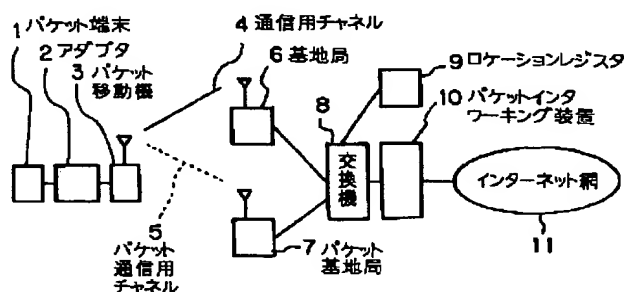 1 パケット端末
2 アダプタ
3 パケット
移動機
4 通信用チャネル
6 基地局
8
9 ロケーションレジスタ
10 パケットインタ
ワーキング装置
交換機
インターネット網
5
パケット
通信用
チャネル
7 パケット
基地局
11